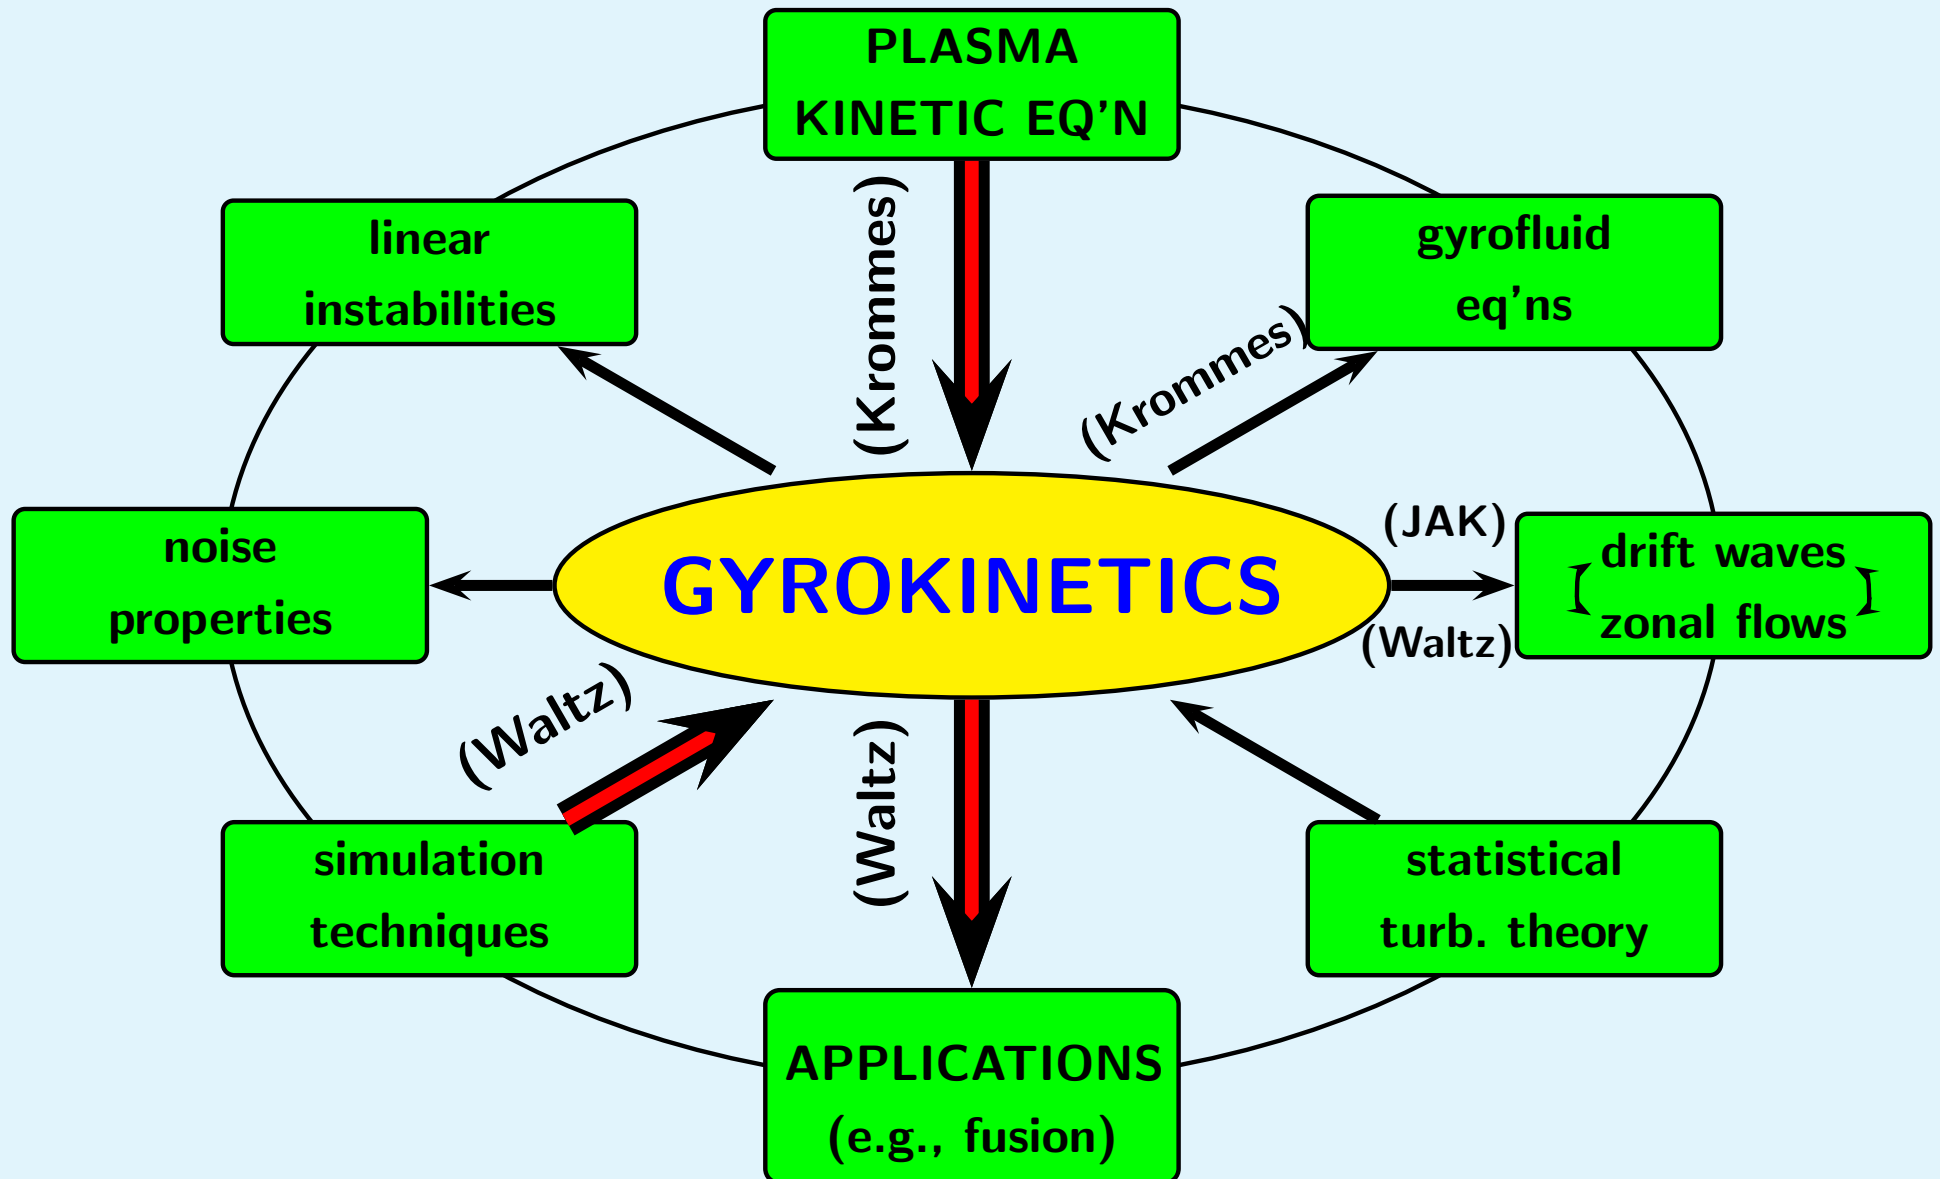 PLASMA
KINETIC EQ'N
linear
instabilities
(Krommes)
gyrofluid
eq'ns
(Krommes)
noise
properties
GYROKINETICS
(JAK)
(Waltz)
drift waves
zonal flows
(Waltz)
(Waltz)
simulation
techniques
statistical
turb. theory
APPLICATIONS
(e.g., fusion)